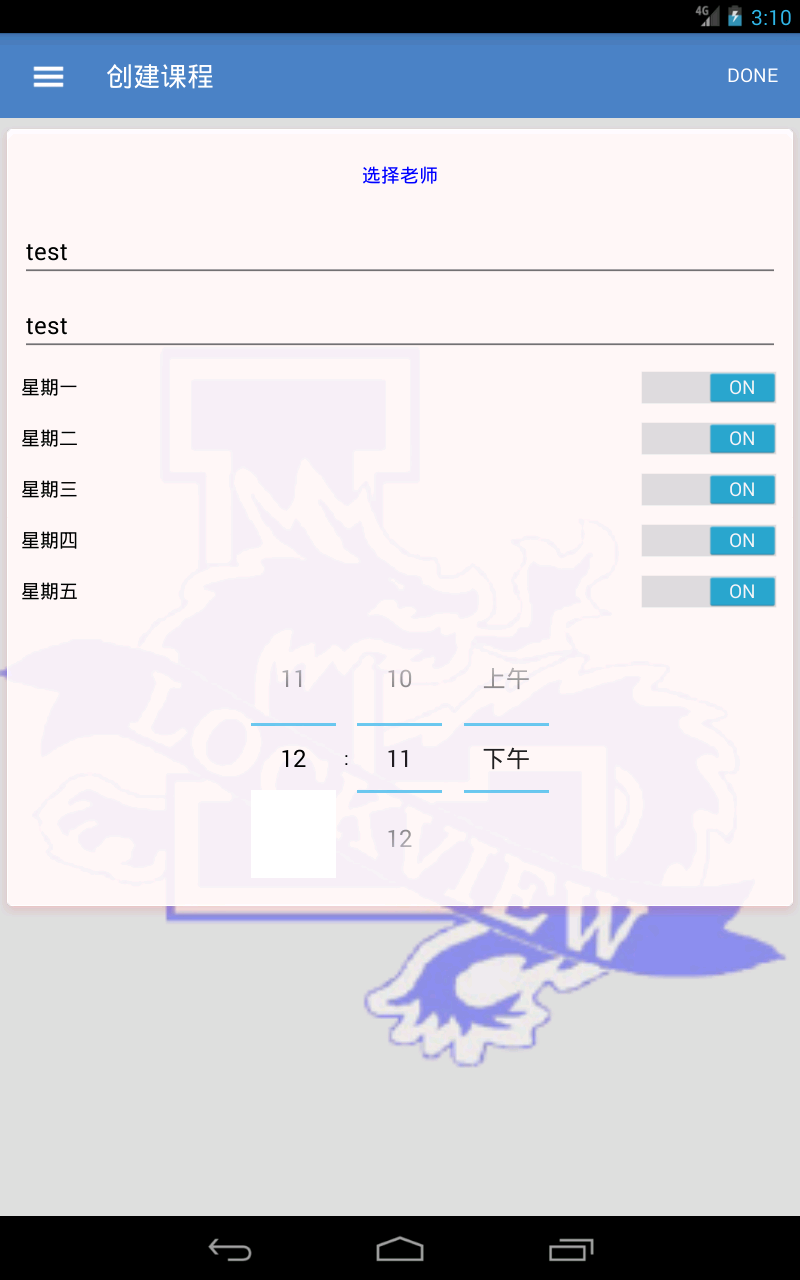 4G 3:10
创建课程 DONE
选择老师
test
test
星期一 ON
星期二 ON
星期三 ON
星期四 ON
星期五 ON
11 10 上午
12 : 11 下午
12
LOCKVIEW